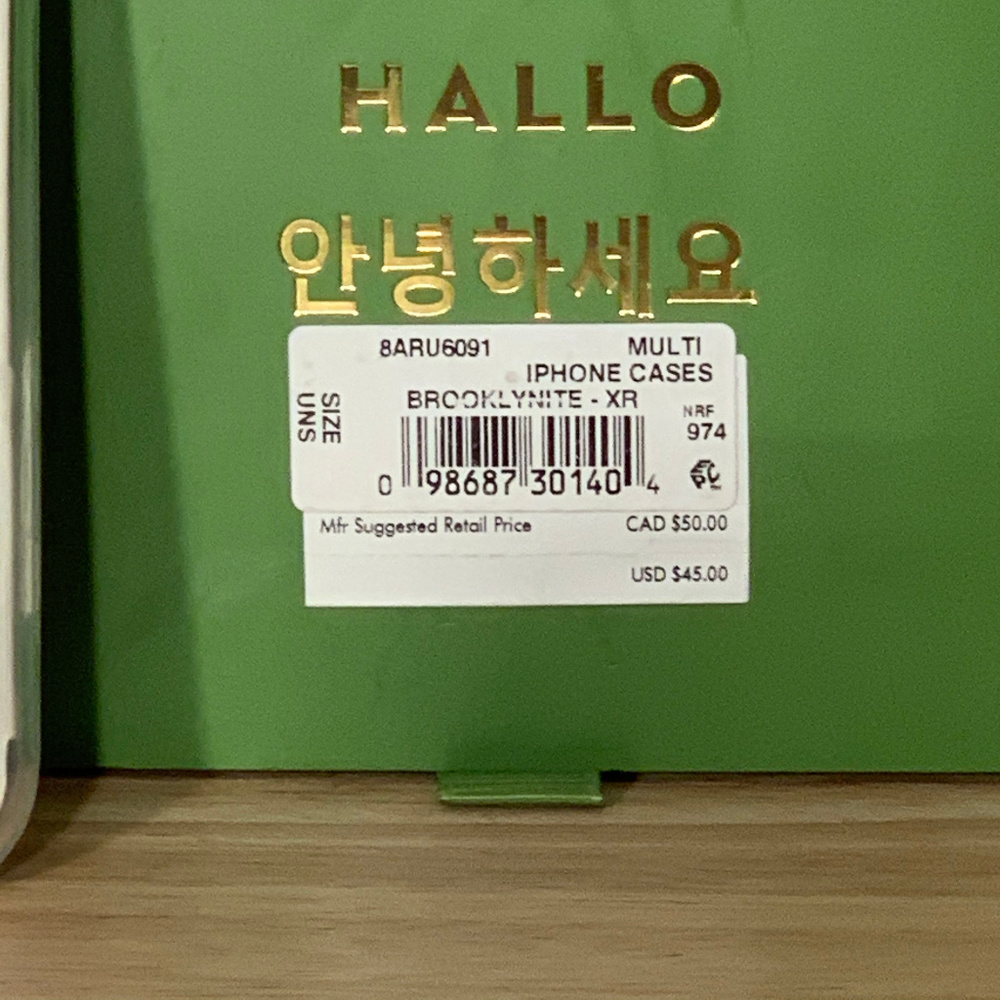 HALLO
안녕하세요
8ARU6091 MULTI
IPHONE CASES
BROOKLYNITE - XR
SIZE
UNS
NRF
974
0 98687 30140 4
Mfr Suggested Retail Price CAD $50.00
USD $45.00